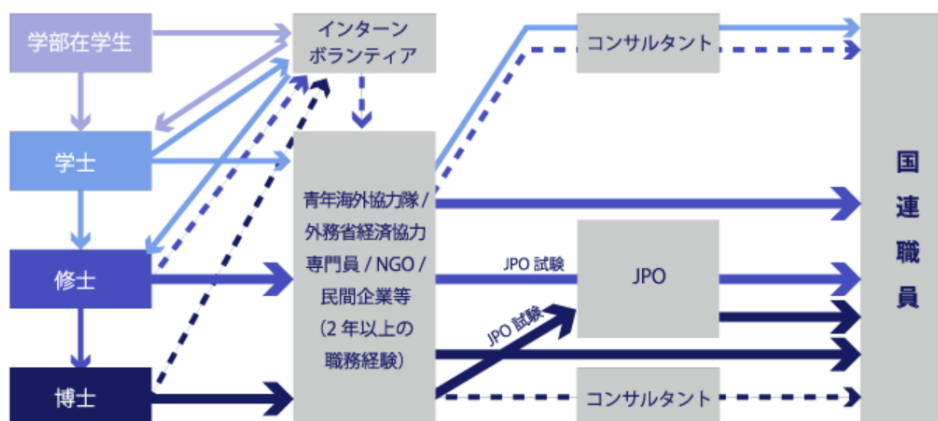 学部在学生
インターン
ボランティア
コンサルタント
学士
青年海外協力隊 /
外務省経済協力
専門員 / NGO /
民間企業等
（2 年以上の
職務経験）
修士
JPO 試験
JPO
JPO 試験
博士
コンサルタント
国連職員